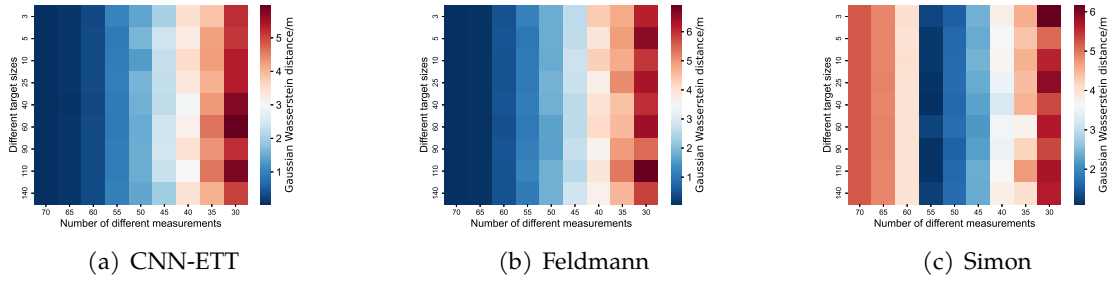 3
5
10
25
40
60
90
110
140
Different target sizes
70 65 60 55 50 45 40 35 30
Number of different measurements
5
4
3
2
1
Gaussian Wasserstein distance/m
(a) CNN-ETT
3
5
10
25
40
60
90
110
140
Different target sizes
70 65 60 55 50 45 40 35 30
Number of different measurements
6
5
4
3
2
1
Gaussian Wasserstein distance/m
(b) Feldmann
3
5
10
25
40
60
90
110
140
Different target sizes
70 65 60 55 50 45 40 35 30
Number of different measurements
6
5
4
3
2
1
Gaussian Wasserstein distance/m
(c) Simon